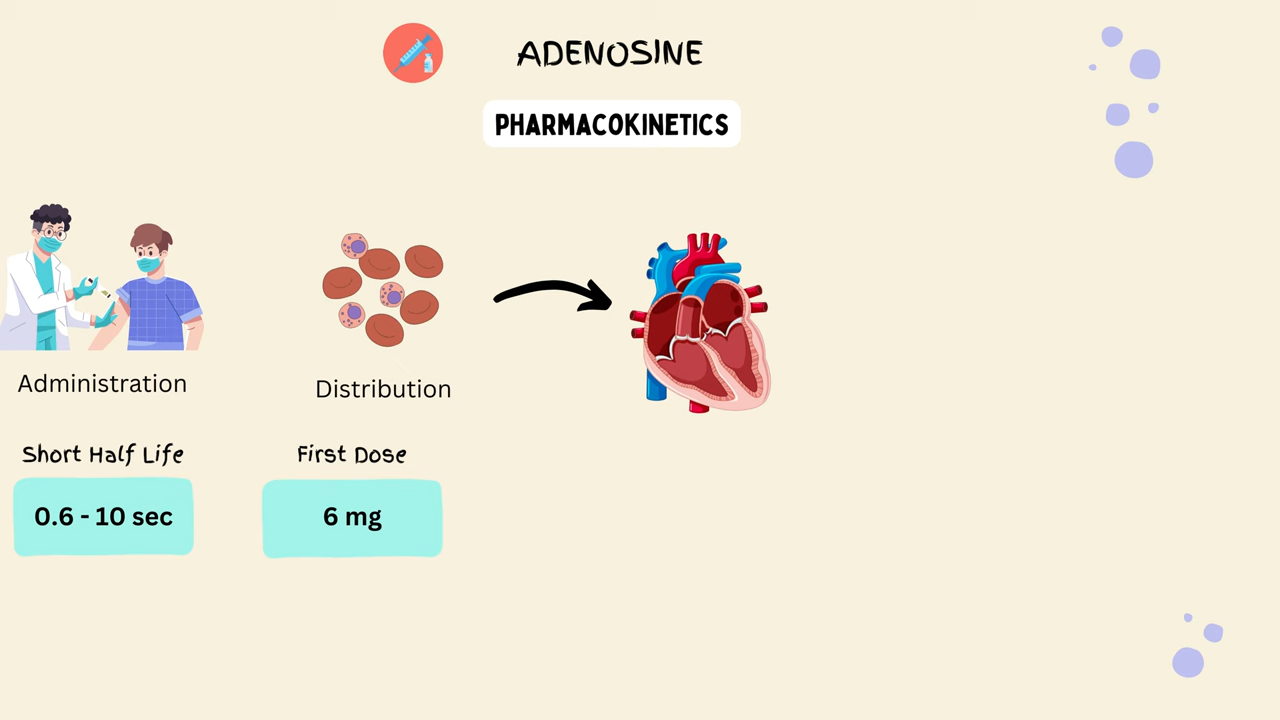 ADENOSINE
PHARMACOKINETICS
Administration
Distribution
Short Half Life
First Dose
0.6 - 10 sec
6 mg